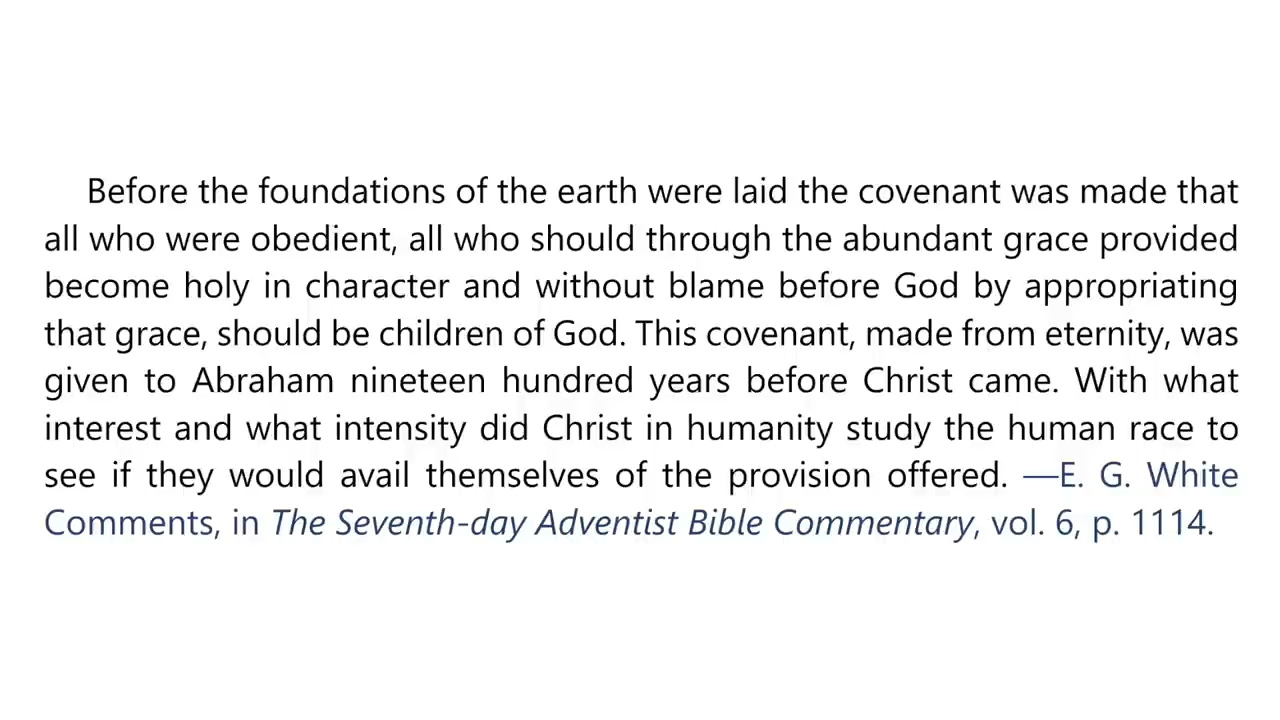 Before the foundations of the earth were laid the covenant was made that
all who were obedient, all who should through the abundant grace provided
become holy in character and without blame before God by appropriating
that grace, should be children of God. This covenant, made from eternity, was
given to Abraham nineteen hundred years before Christ came. With what
interest and what intensity did Christ in humanity study the human race to
see if they would avail themselves of the provision offered. —E. G. White
Comments, in The Seventh-day Adventist Bible Commentary, vol. 6, p. 1114.